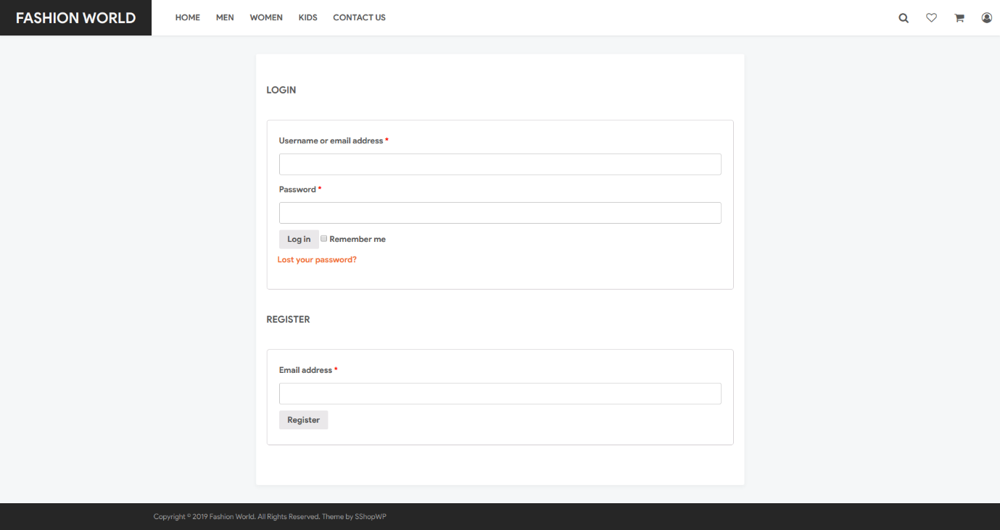 FASHION WORLD HOME MEN WOMEN KIDS CONTACT US
LOGIN
Username or email address *
Password *
Log in Remember me
Lost your password?
REGISTER
Email address *
Register
Copyright © 2019 Fashion World. All Rights Reserved. Theme by SShopWP